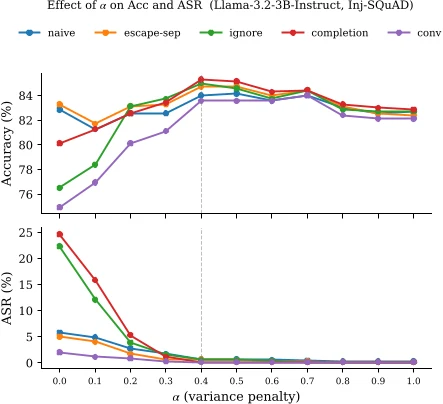 Effect of α on Acc and ASR (Llama-3.2-3B-Instruct, Inj-SQuAD)
naive escape-sep ignore completion conv
Accuracy (%)
84
82
80
78
76
ASR (%)
25
20
15
10
5
0
0.0 0.1 0.2 0.3 0.4 0.5 0.6 0.7 0.8 0.9 1.0
α (variance penalty)